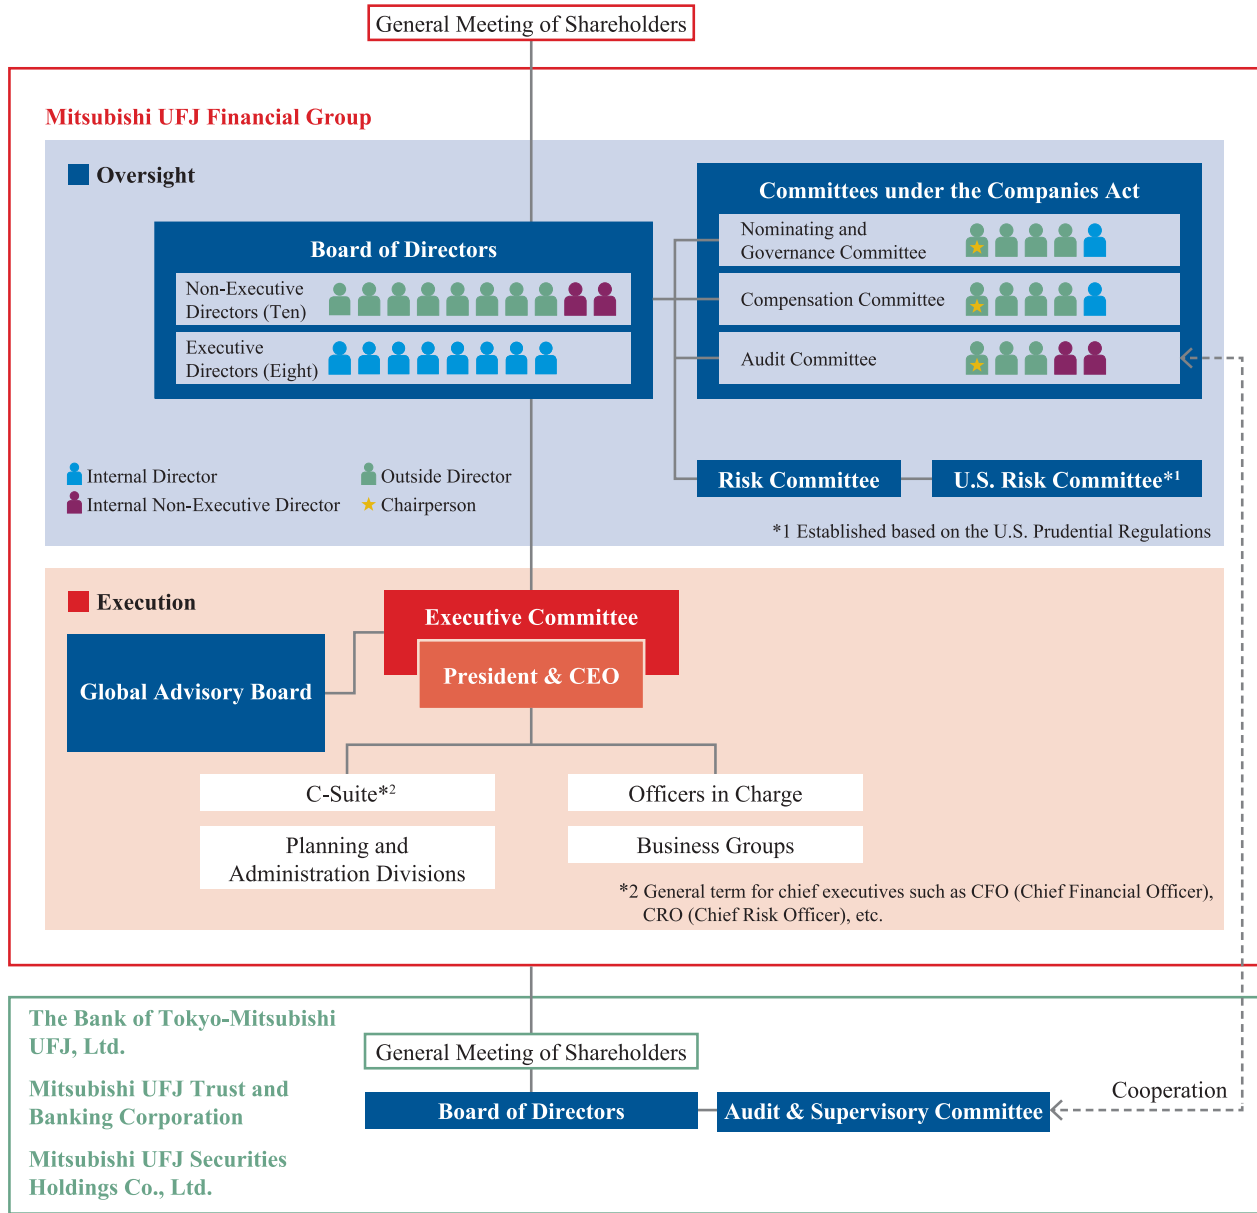 General Meeting of Shareholders
Mitsubishi UFJ Financial Group
Oversight
Board of Directors
Non-Executive
Directors (Ten)
Executive
Directors (Eight)
Committees under the Companies Act
Nominating and
Governance Committee
Compensation Committee
Audit Committee
Internal Director
Outside Director
Internal Non-Executive Director
Chairperson
Risk Committee
U.S. Risk Committee*1
*1 Established based on the U.S. Prudential Regulations
Execution
Executive Committee
President & CEO
Global Advisory Board
C-Suite*2
Officers in Charge
Planning and
Administration Divisions
Business Groups
*2 General term for chief executives such as CFO (Chief Financial Officer),
CRO (Chief Risk Officer), etc.
The Bank of Tokyo-Mitsubishi
UFJ, Ltd.
Mitsubishi UFJ Trust and
Banking Corporation
Mitsubishi UFJ Securities
Holdings Co., Ltd.
General Meeting of Shareholders
Board of Directors
Audit & Supervisory Committee
Cooperation